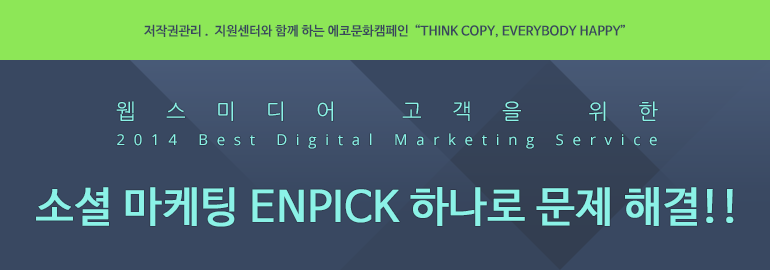 저작권관리 . 지원센터와 함께 하는 에코문화캠페인 “THINK COPY, EVERYBODY HAPPY”
웹스미디어 고객을 위한
2014 Best Digital Marketing Service
소셜 마케팅 ENPICK 하나로 문제 해결!!